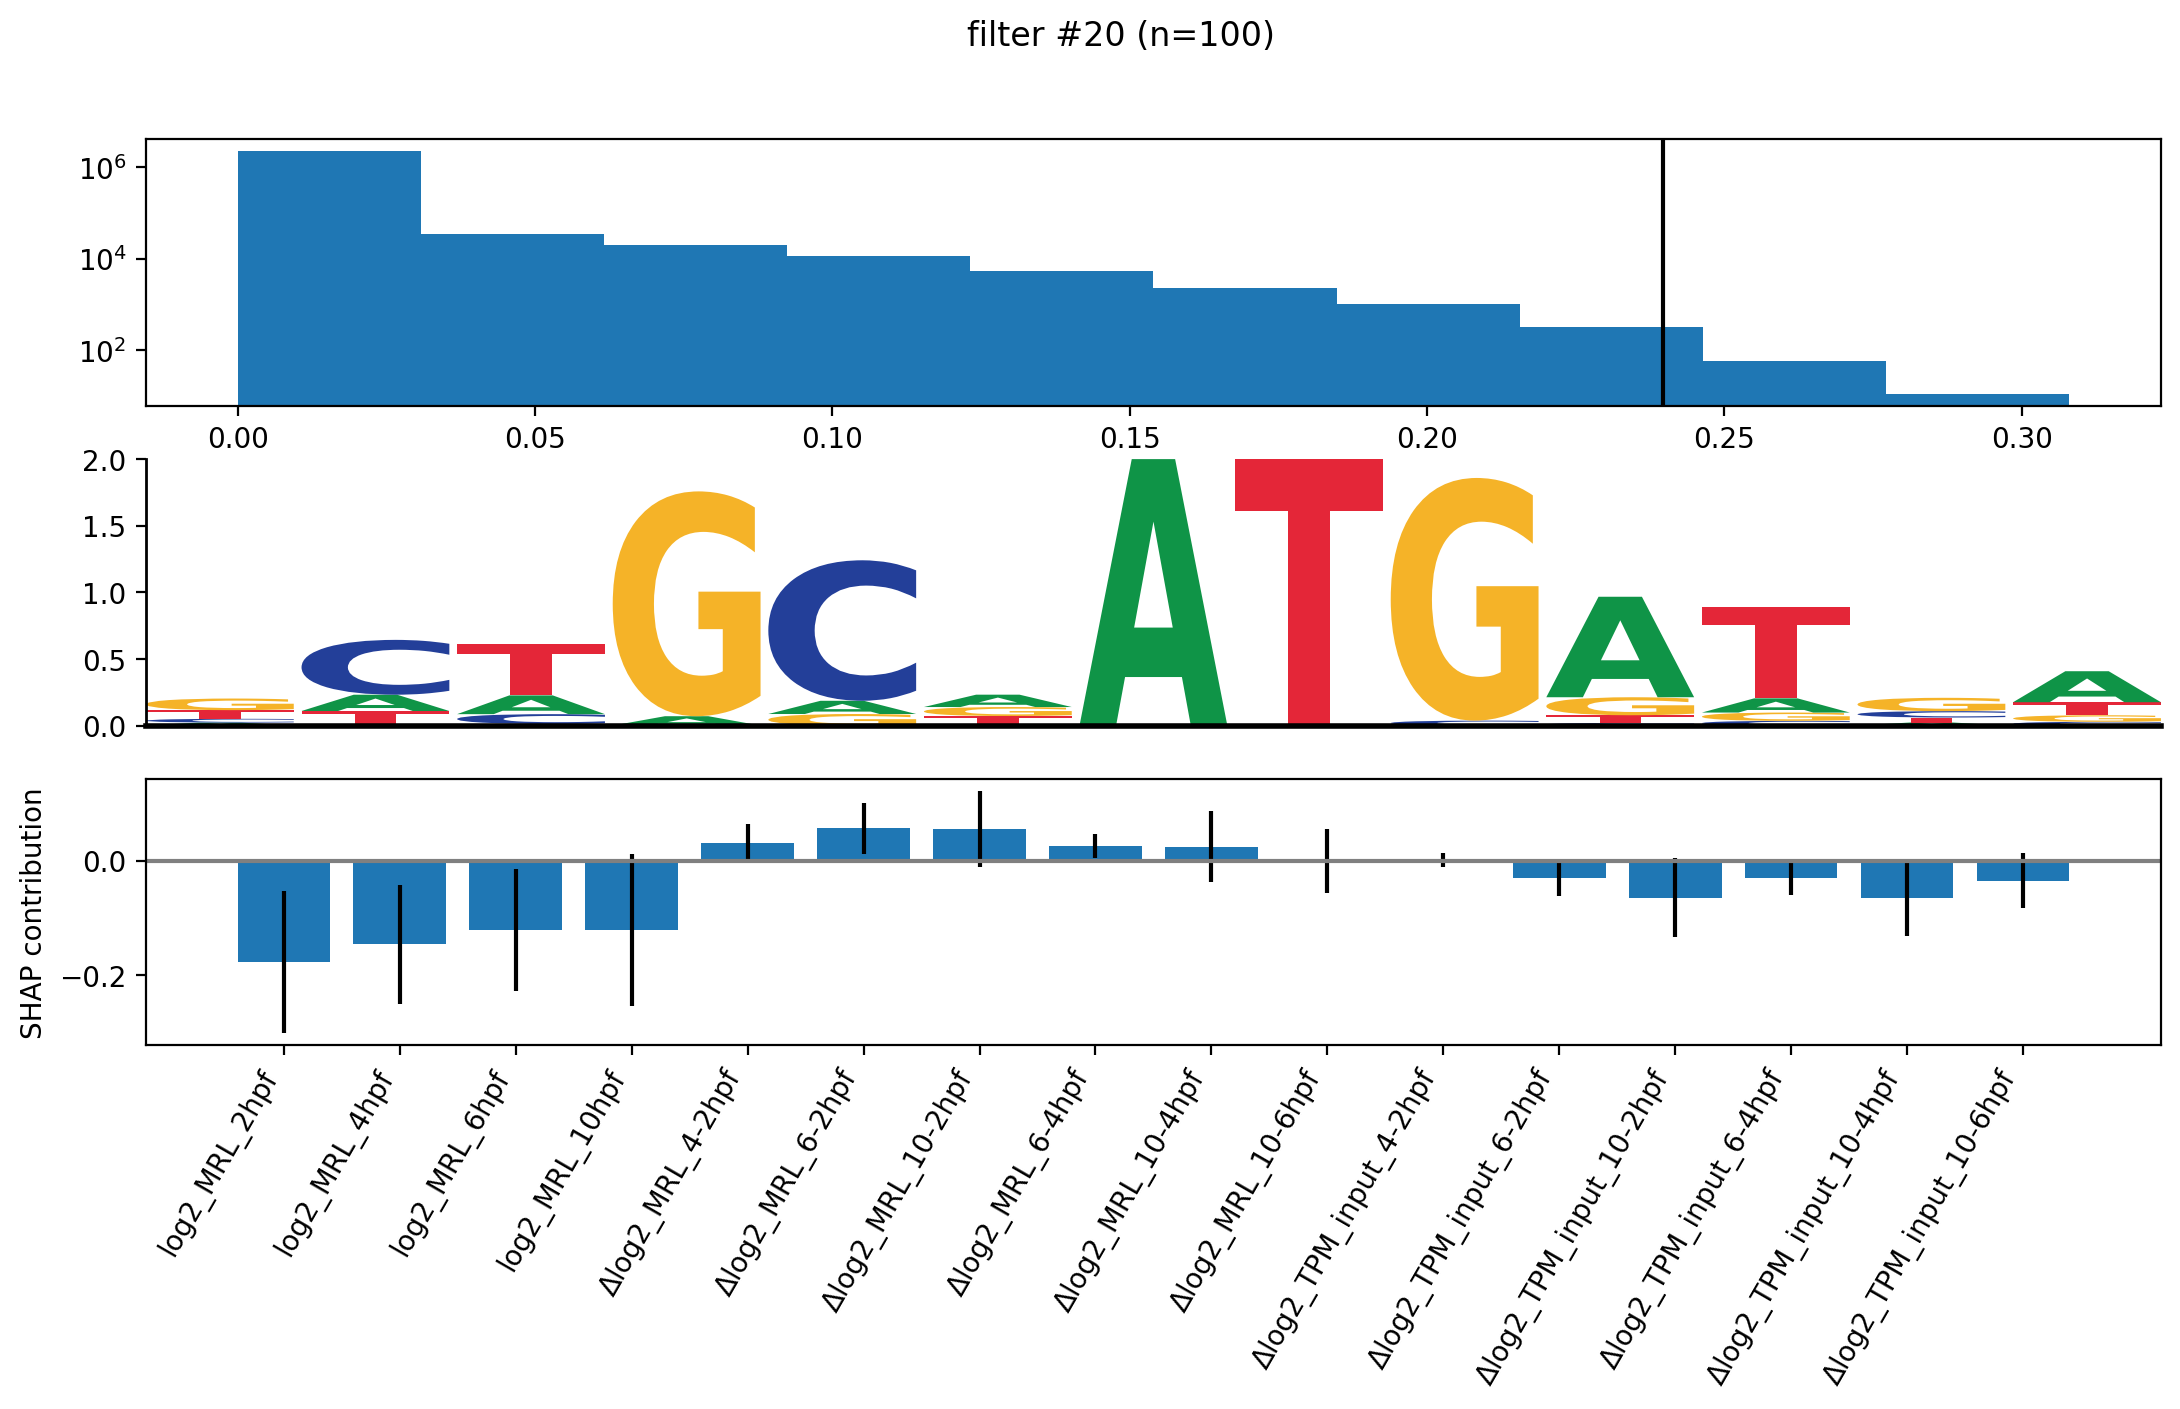 filter #20 (n=100)
10^6
10^4
10^2
0.00 0.05 0.10 0.15 0.20 0.25 0.30
2.0
1.5
1.0
0.5
0.0
G C T G C A A T G A T G A
SHAP contribution
0.0
−0.2
log2_MRL_2hpf
log2_MRL_4hpf
log2_MRL_6hpf
log2_MRL_10hpf
Δlog2_MRL_4-2hpf
Δlog2_MRL_6-2hpf
Δlog2_MRL_10-2hpf
Δlog2_MRL_6-4hpf
Δlog2_MRL_10-4hpf
Δlog2_MRL_10-6hpf
Δlog2_TPM_input_4-2hpf
Δlog2_TPM_input_6-2hpf
Δlog2_TPM_input_10-2hpf
Δlog2_TPM_input_6-4hpf
Δlog2_TPM_input_10-4hpf
Δlog2_TPM_input_10-6hpf